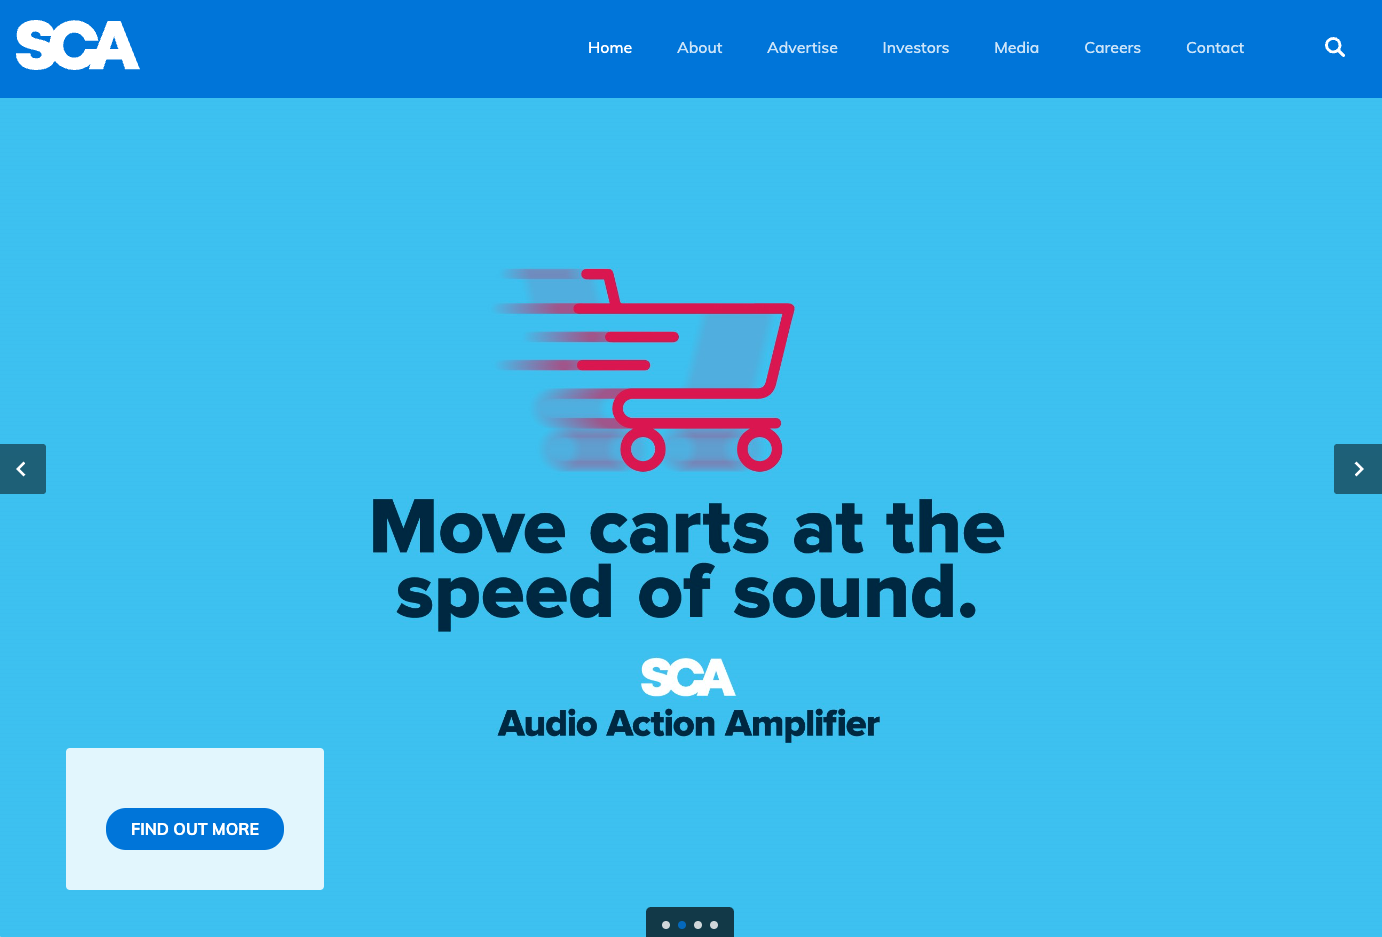 SCA
Home
About
Advertise
Investors
Media
Careers
Contact
Move carts at the
speed of sound.
SCA
Audio Action Amplifier
FIND OUT MORE